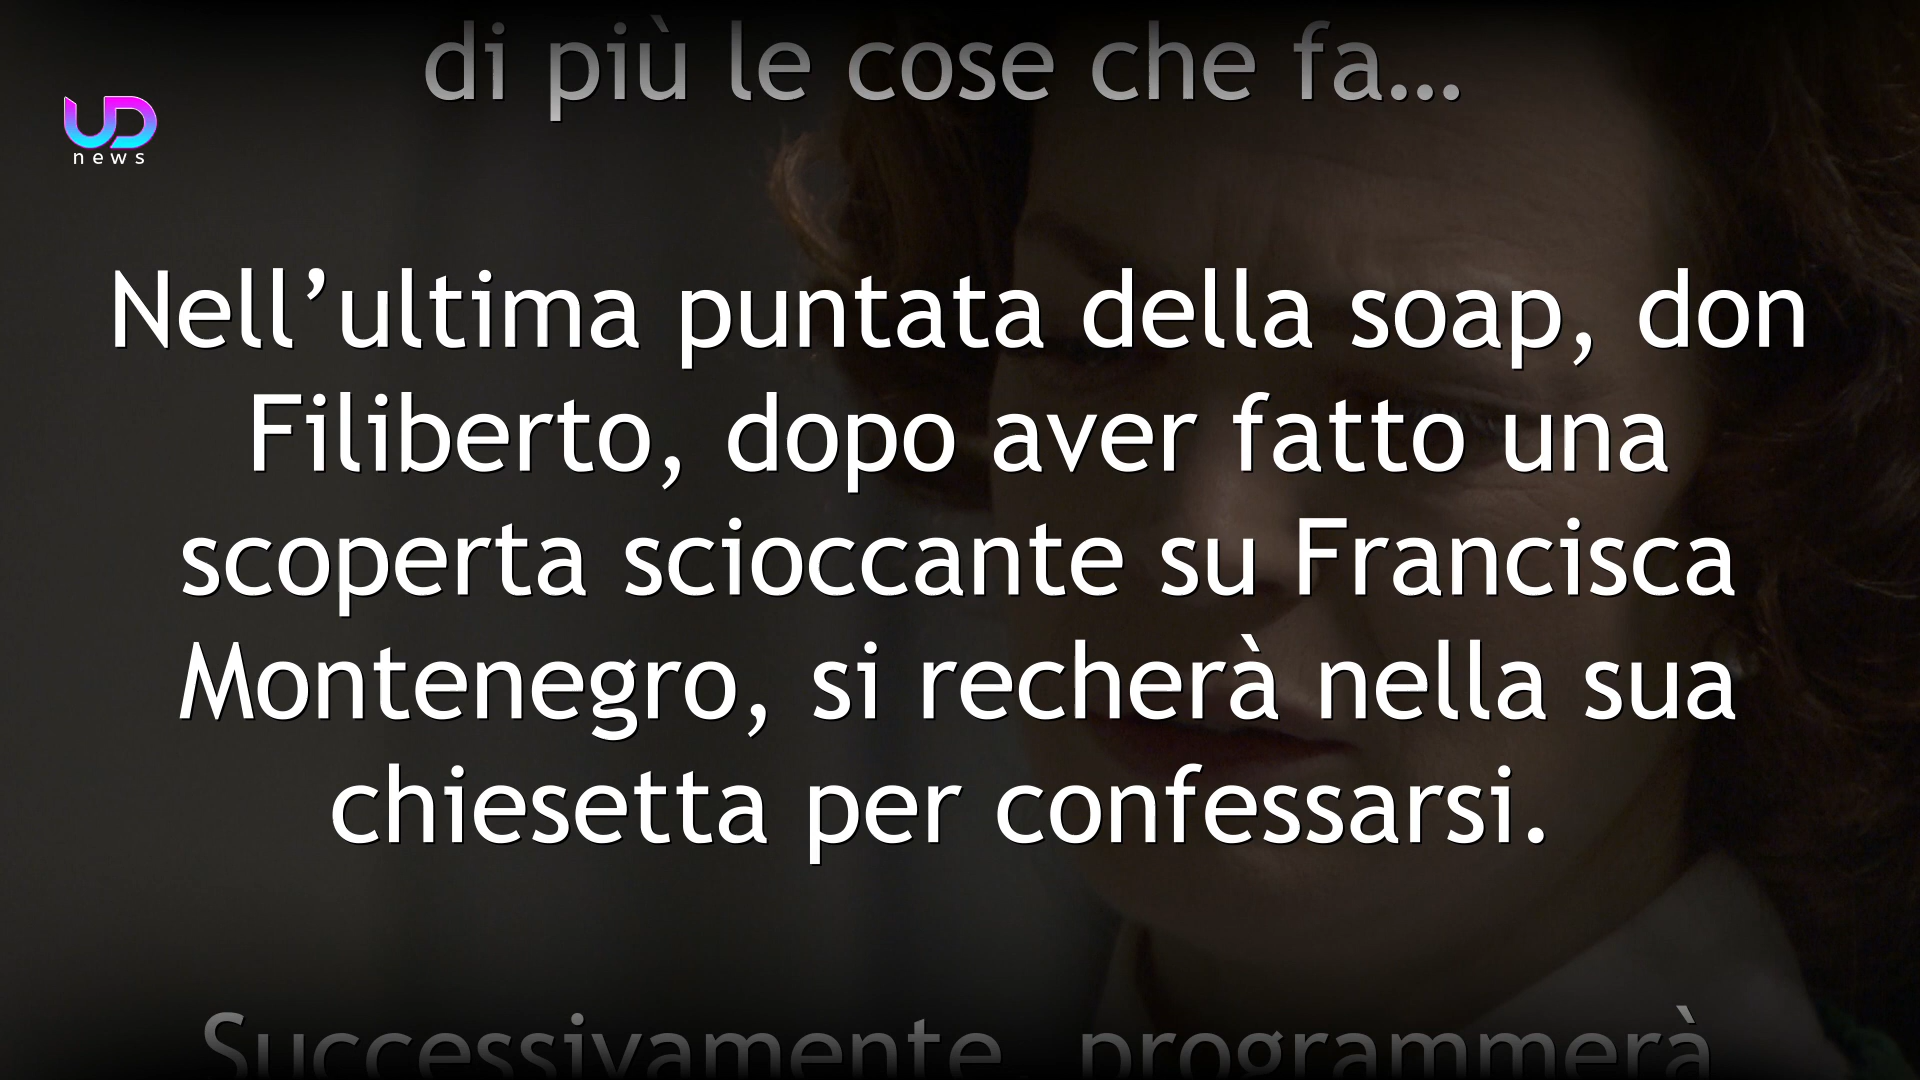 di più le cose che fa...
UD
news
Nell’ultima puntata della soap, don
Filiberto, dopo aver fatto una
scoperta scioccante su Francisca
Montenegro, si recherà nella sua
chiesetta per confessarsi.
Successivamente, programmerà